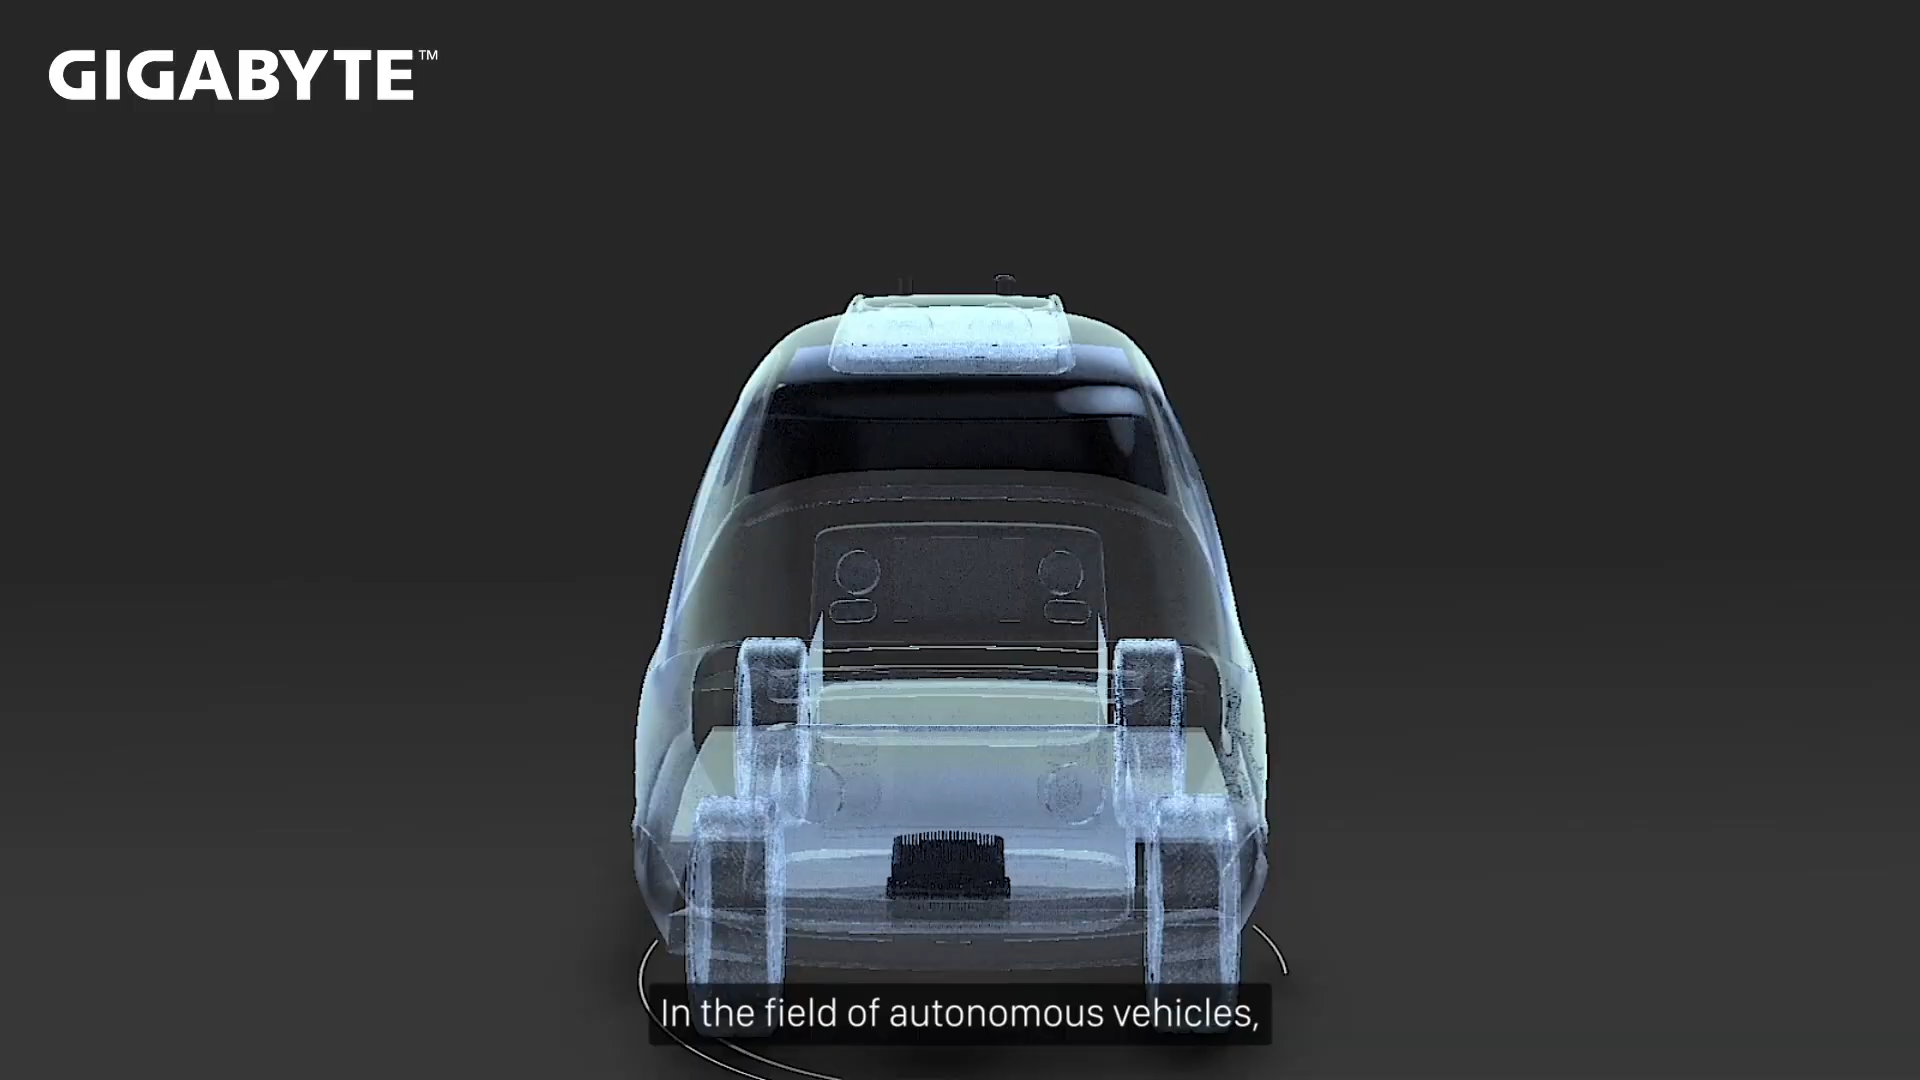 GIGABYTE™
In the field of autonomous vehicles,